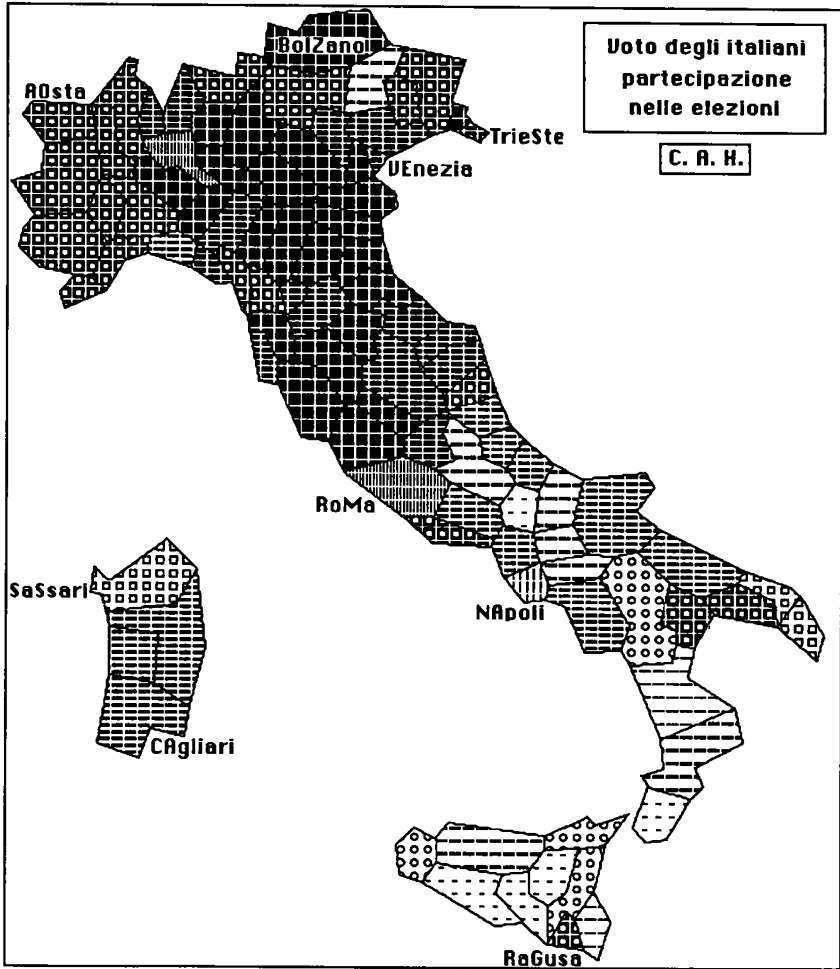 Voto degli italiani
partecipazione
nelle elezioni
C. A. H.
BolZano
AOsta
TrieSte
VEnezia
RoMa
SaSsari
NApoli
CAgliari
RaGusa